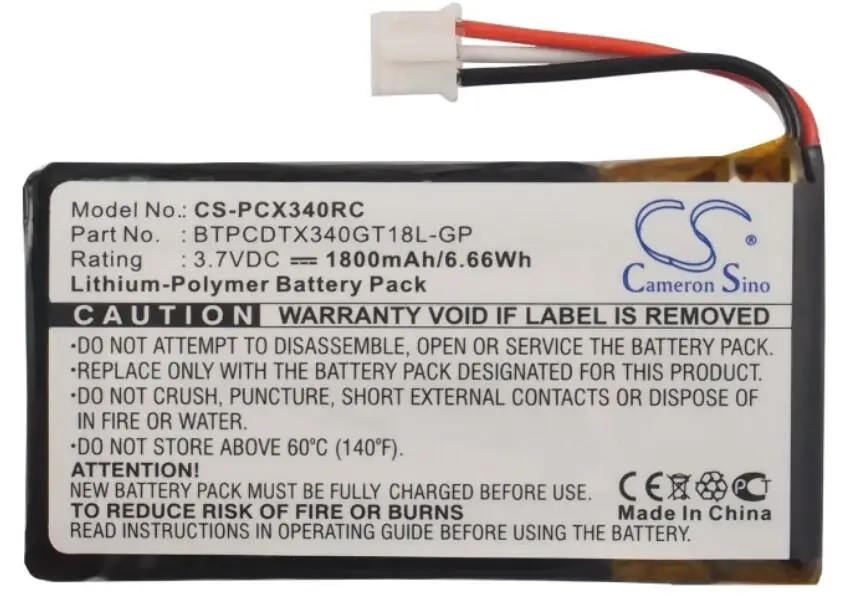 Model No.: CS-PCX340RC
Part No. : BTPCDTX340GT18L-GP
Rating : 3.7VDC ⎓ 1800mAh/6.66Wh
Lithium-Polymer Battery Pack
CS®
Cameron Sino
CAUTION WARRANTY VOID IF LABEL IS REMOVED
·DO NOT ATTEMPT TO DISASSEMBLE, OPEN OR SERVICE THE BATTERY PACK.
·REPLACE ONLY WITH THE BATTERY PACK DESIGNATED FOR THIS PRODUCT.
·DO NOT CRUSH, PUNCTURE, SHORT EXTERNAL CONTACTS OR DISPOSE OF
IN FIRE OR WATER.
·DO NOT STORE ABOVE 60°C (140°F).
ATTENTION!
NEW BATTERY PACK MUST BE FULLY CHARGED BEFORE USE.
TO REDUCE RISK OF FIRE OR BURNS
READ INSTRUCTIONS IN OPERATING GUIDE BEFORE USING THE BATTERY.
CE PCT
Made In China